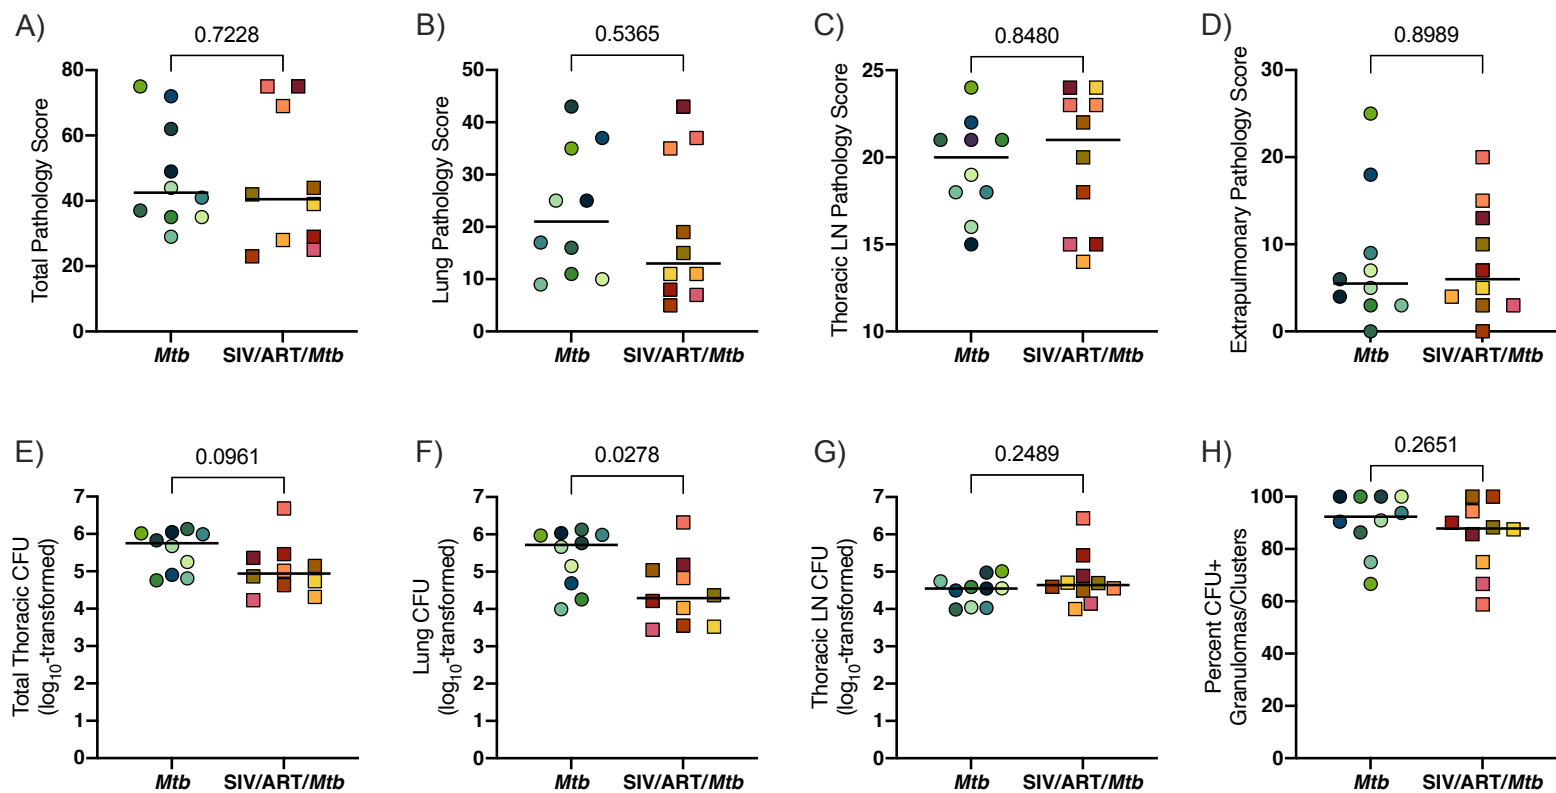 A)
0.7228
Total Pathology Score
80
60
40
20
0
Mtb
SIV/ART/Mtb
B)
0.5365
Lung Pathology Score
50
40
30
20
10
0
Mtb
SIV/ART/Mtb
C)
0.8480
Thoracic LN Pathology Score
25
20
15
10
Mtb
SIV/ART/Mtb
D)
0.8989
Extrapulmonary Pathology Score
30
20
10
0
Mtb
SIV/ART/Mtb
E)
0.0961
Total Thoracic CFU
(log10-transformed)
7
6
5
4
3
2
1
0
Mtb
SIV/ART/Mtb
F)
0.0278
Lung CFU
(log10-transformed)
7
6
5
4
3
2
1
0
Mtb
SIV/ART/Mtb
G)
0.2489
Thoracic LN CFU
(log10-transformed)
7
6
5
4
3
2
1
0
Mtb
SIV/ART/Mtb
H)
0.2651
Percent CFU+
Granulomas/Clusters
100
80
60
40
20
0
Mtb
SIV/ART/Mtb